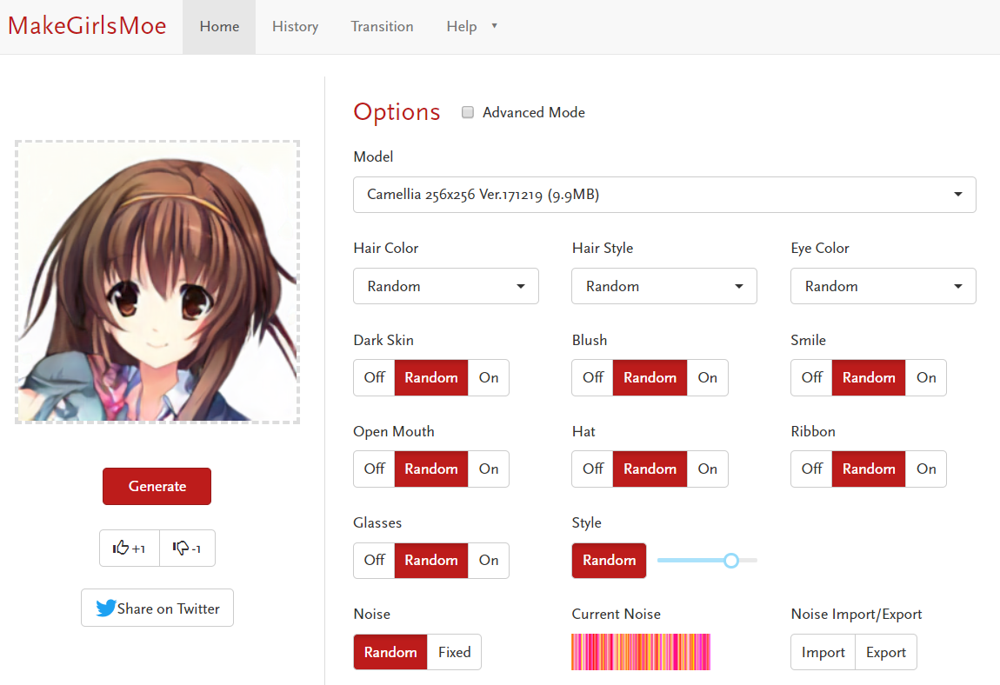 MakeGirlsMoe Home History Transition Help
Options Advanced Mode
Model
Camellia 256x256 Ver.171219 (9.9MB)
Hair Color Hair Style Eye Color
Random Random Random
Dark Skin Blush Smile
Off Random On Off Random On Off Random On
Open Mouth Hat Ribbon
Off Random On Off Random On Off Random On
Glasses Style
Off Random On Random
Noise Current Noise Noise Import/Export
Random Fixed Import Export
Generate
+1 -1
Share on Twitter